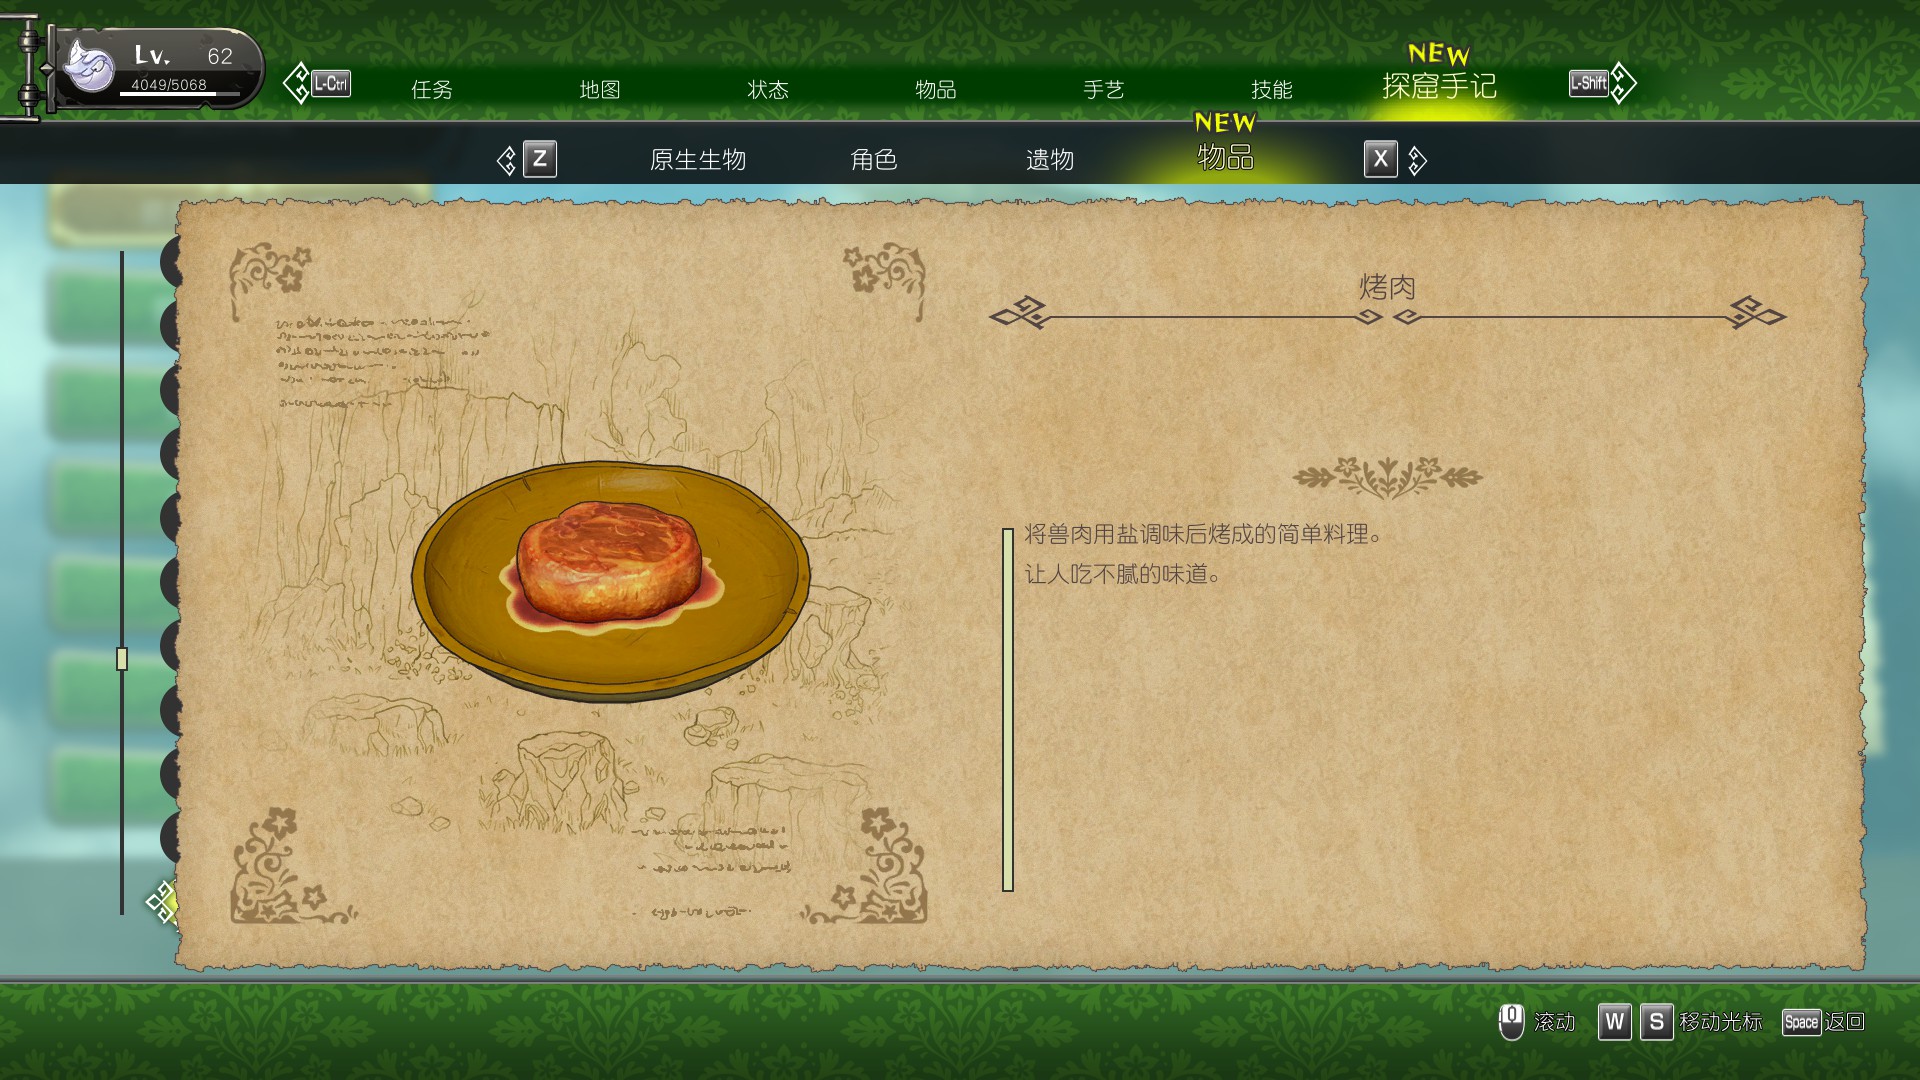 Lv. 62
4049/5068
L-Ctrl
任务
地图
状态
物品
手艺
技能
NEW
探窟手记
L-Shift
Z
原生生物
角色
遗物
NEW
物品
X
烤肉
将兽肉用盐调味后烤成的简单料理。
让人吃不腻的味道。
滚动
W S 移动光标
Space 返回